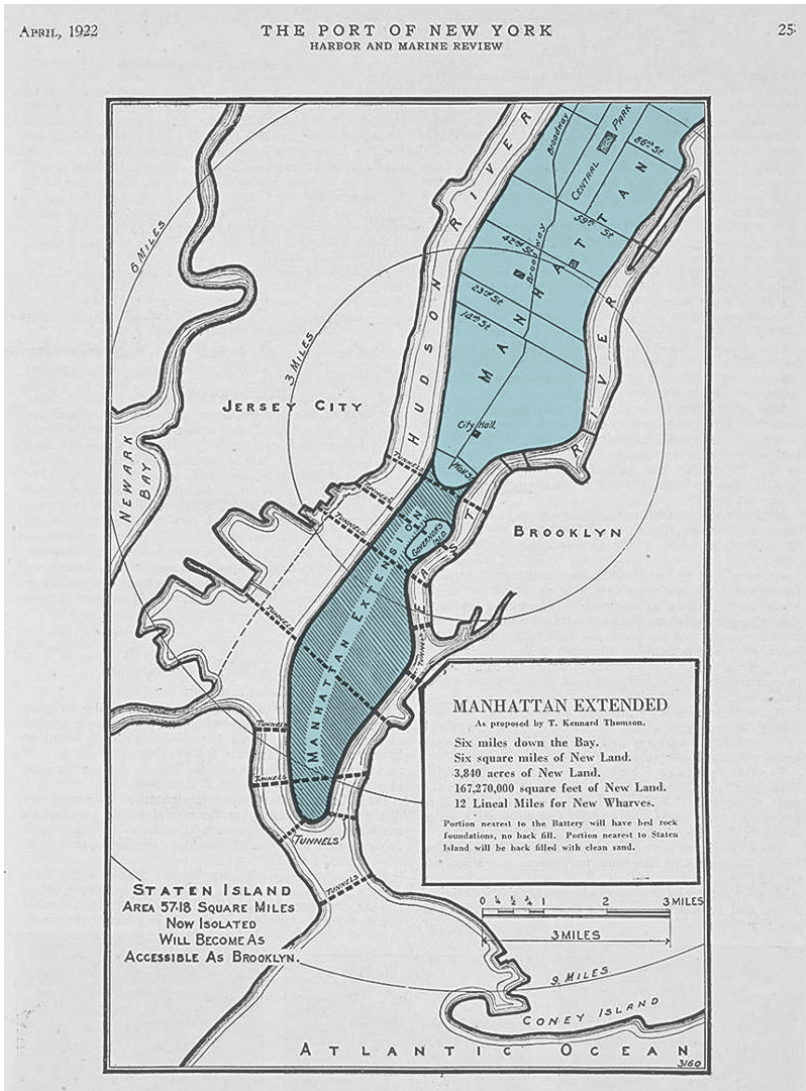 APRIL, 1922
THE PORT OF NEW YORK
HARBOR AND MARINE REVIEW
25
6 MILES
3 MILES
HUDSON RIVER
Broadway
CENTRAL PARK
86th St
59th St
42nd St
Broadway
23rd St
14th St
MANHATTAN
City Hall
EAST RIVER
JERSEY CITY
NEWARK BAY
BROOKLYN
TUNNELS
TUNNELS
TUNNELS
GOVERNORS ISLD
MANHATTAN EXTENSION
TUNNELS
TUNNELS
TUNNELS
TUNNELS
TUNNELS
TUNNELS
MANHATTAN EXTENDED
As proposed by T. Kennard Thomson.
Six miles down the Bay.
Six square miles of New Land.
3,840 acres of New Land.
167,270,000 square feet of New Land.
12 Lineal Miles for New Wharves.
Portion nearest to the Battery will have bed rock
foundations, no back fill. Portion nearest to Staten
Island will be back filled with clean sand.
STATEN ISLAND
AREA 57.18 SQUARE MILES
NOW ISOLATED
WILL BECOME AS
ACCESSIBLE AS BROOKLYN.
0 ¼ ½ ¾ 1 2 3 MILES
3 MILES
9 MILES
CONEY ISLAND
ATLANTIC OCEAN
3160